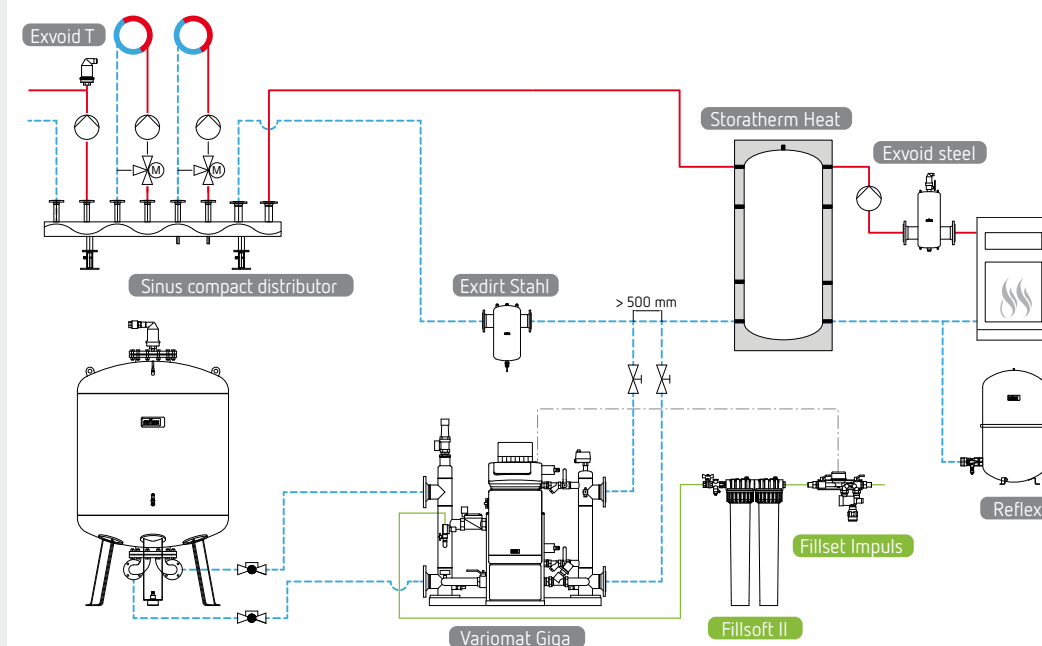 Exvoid T
Storatherm Heat
Exvoid steel
M
M
Sinus compact distributor
Exdirt Stahl
> 500 mm
Reflex
Fillset Impuls
Fillsoft II
Variomat Giga